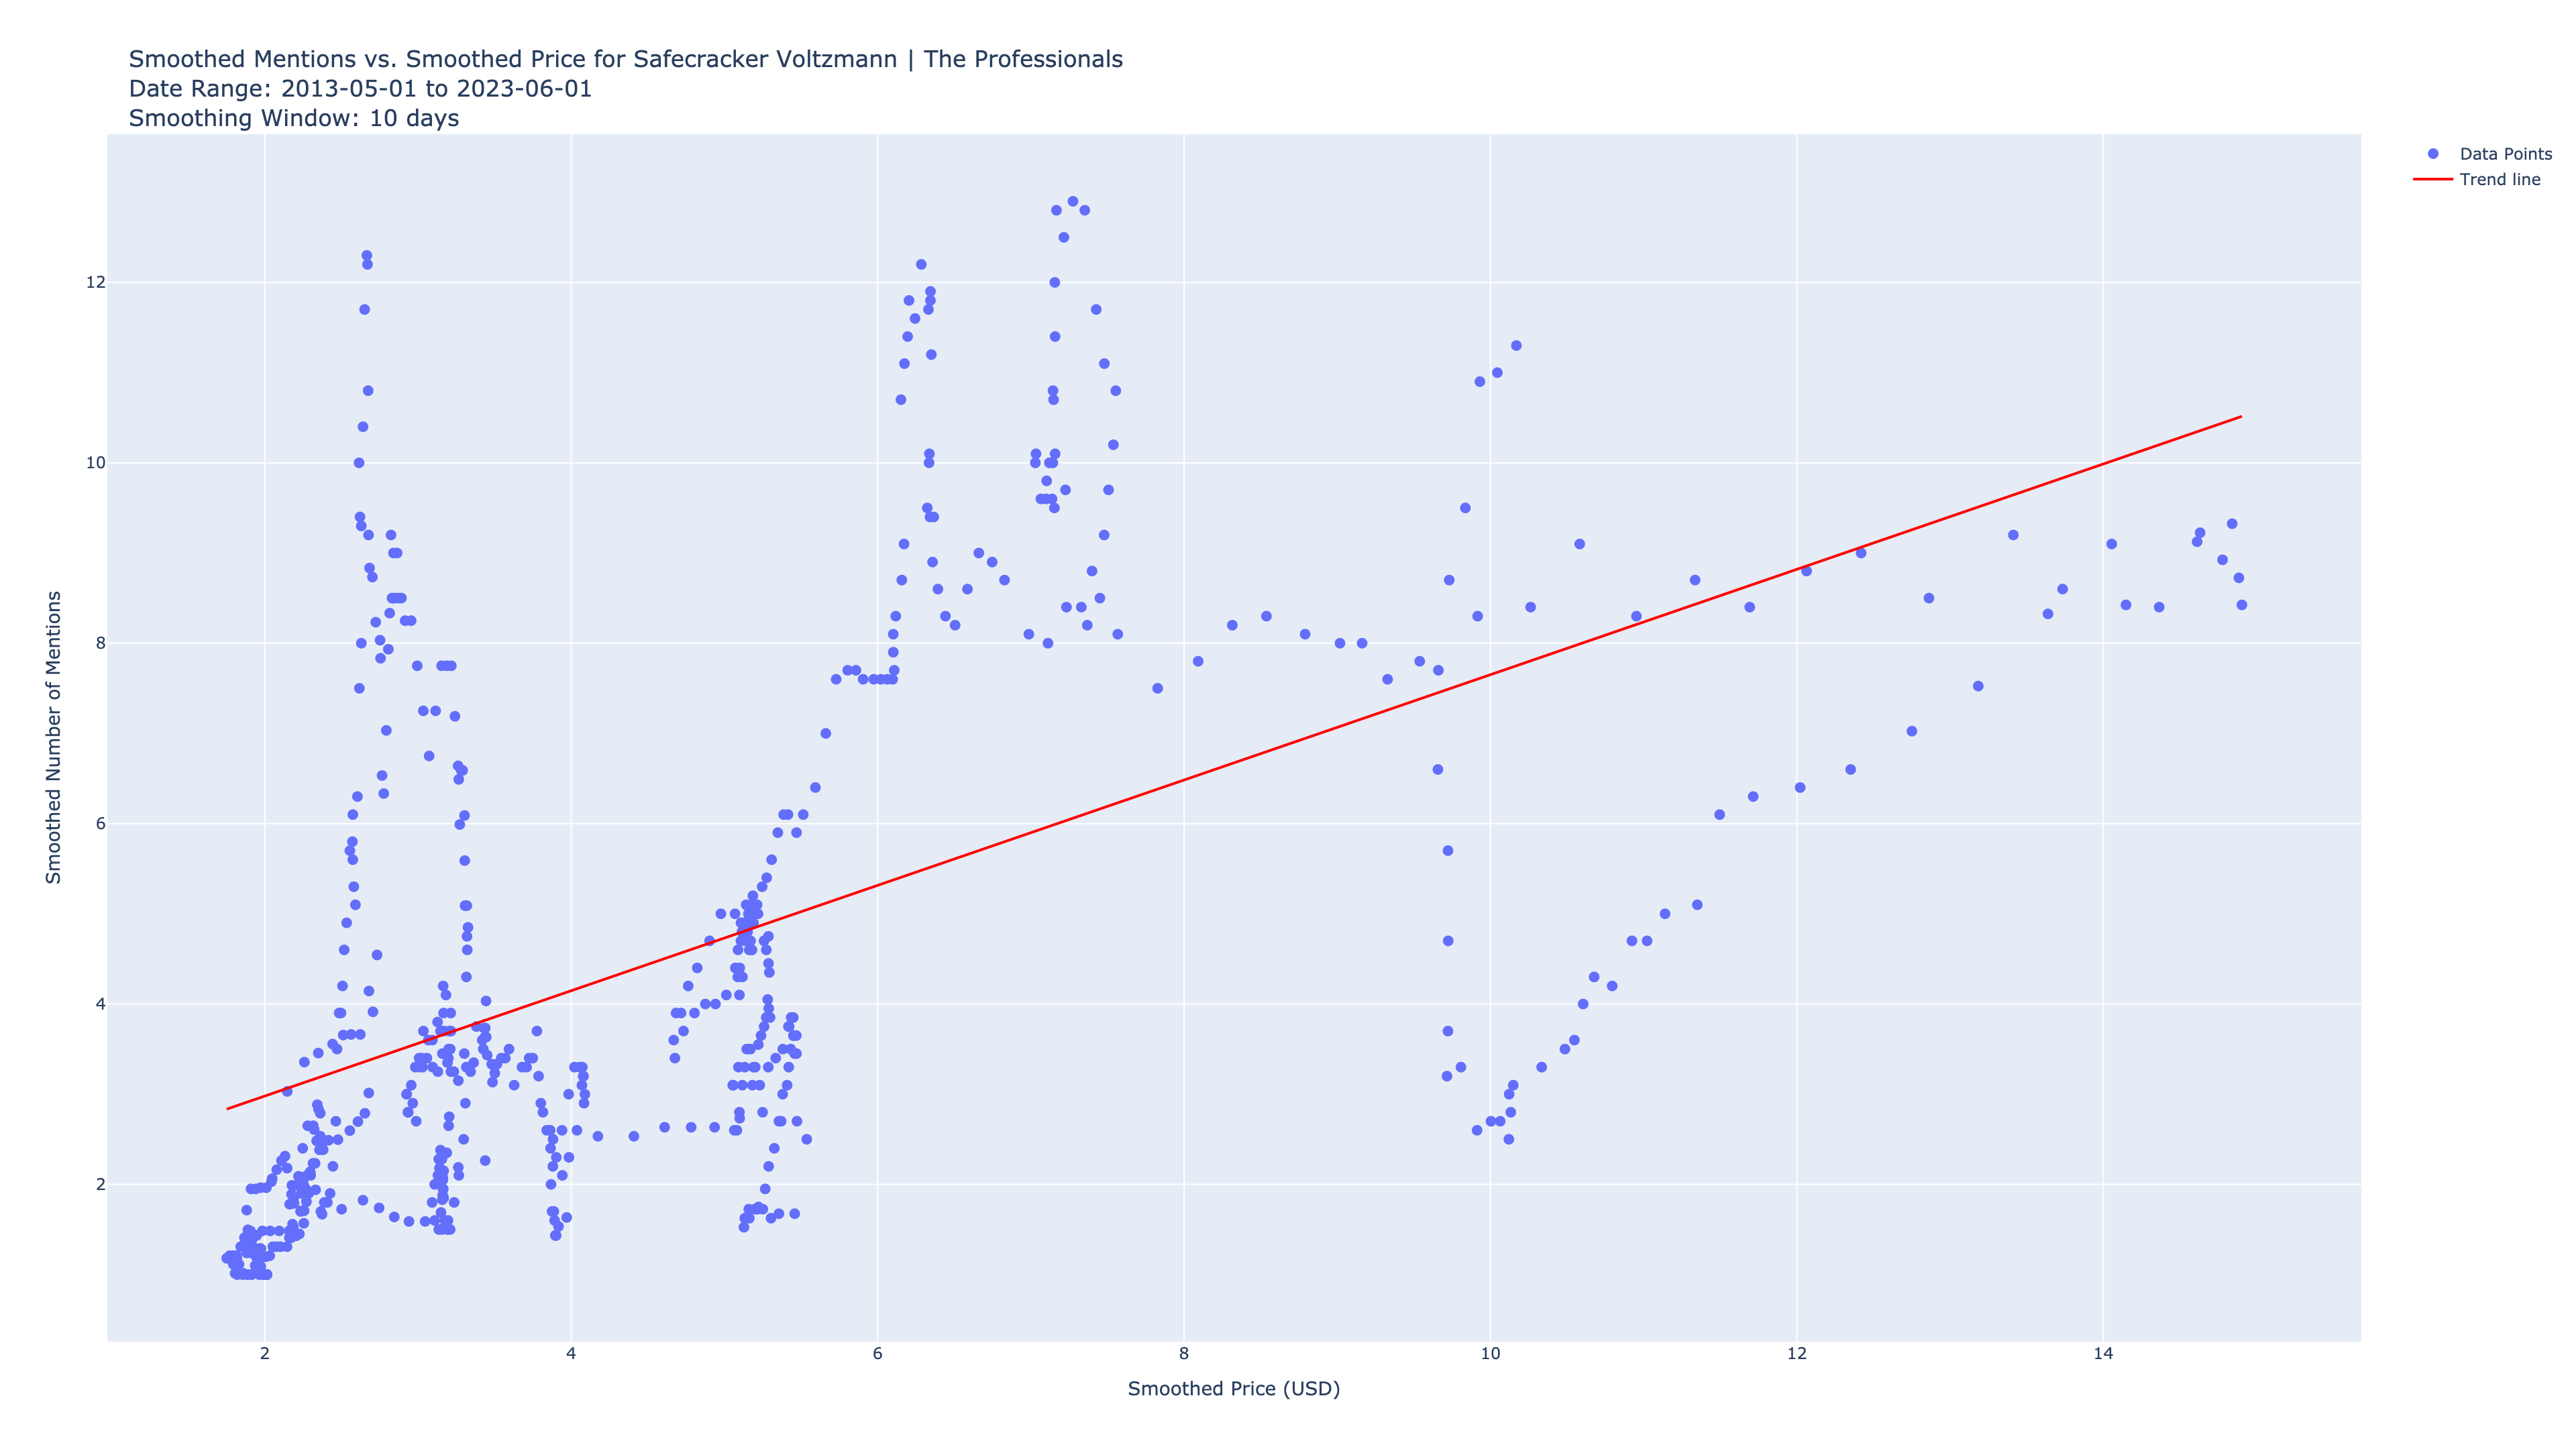 Smoothed Mentions vs. Smoothed Price for Safecracker Voltzmann | The Professionals
Date Range: 2013-05-01 to 2023-06-01
Smoothing Window: 10 days
Data Points
Trend line
Smoothed Number of Mentions
12
10
8
6
4
2
2 4 6 8 10 12 14
Smoothed Price (USD)